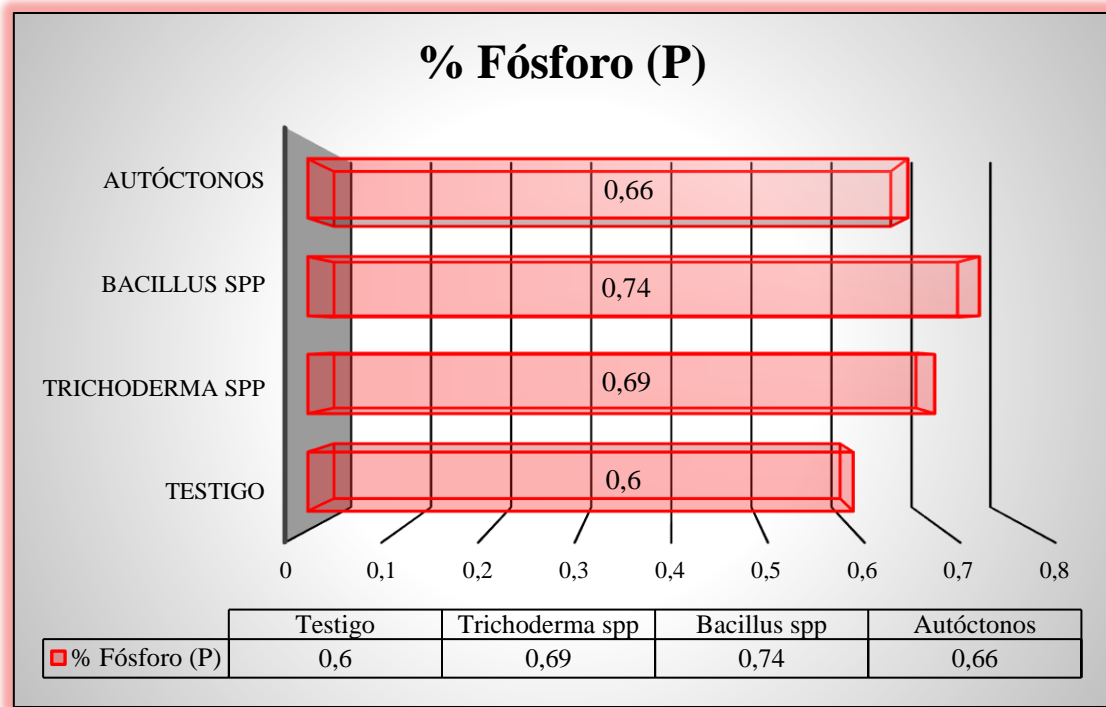 % Fósforo (P)
AUTÓCTONOS
0,66
BACILLUS SPP
0,74
TRICHODERMA SPP
0,69
TESTIGO
0,6
0 0,1 0,2 0,3 0,4 0,5 0,6 0,7 0,8
Testigo Trichoderma spp Bacillus spp Autóctonos
% Fósforo (P) 0,6 0,69 0,74 0,66